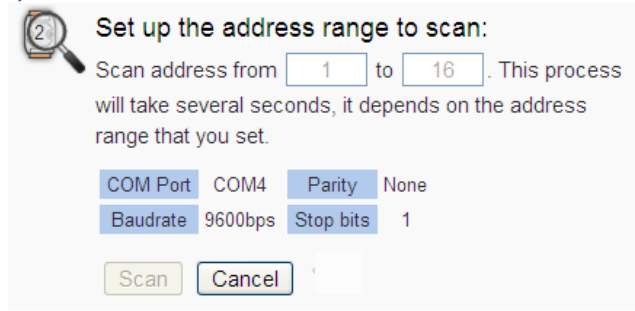 2
Set up the address range to scan:
Scan address from 1 to 16 . This process
will take several seconds, it depends on the address
range that you set.
COM Port COM4 Parity None
Baudrate 9600bps Stop bits 1
Scan Cancel